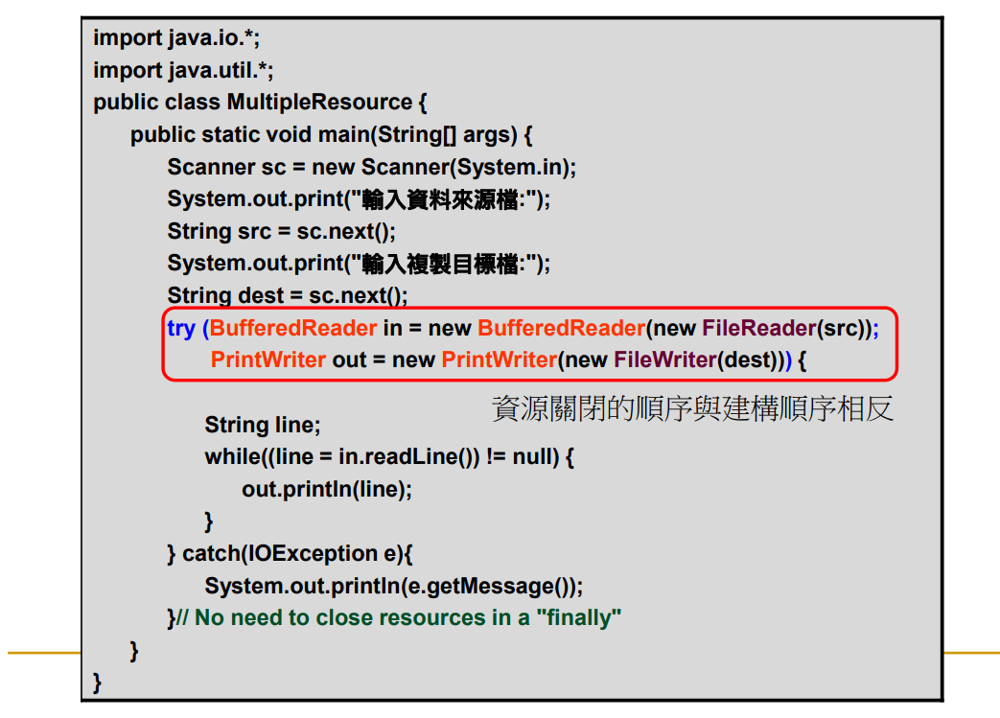 import java.io.*;
import java.util.*;
public class MultipleResource {
public static void main(String[] args) {
Scanner sc = new Scanner(System.in);
System.out.print("輸入資料來源檔:");
String src = sc.next();
System.out.print("輸入複製目標檔:");
String dest = sc.next();
try (BufferedReader in = new BufferedReader(new FileReader(src));
PrintWriter out = new PrintWriter(new FileWriter(dest))) {
資源關閉的順序與建構順序相反
String line;
while((line = in.readLine()) != null) {
out.println(line);
}
} catch(IOException e){
System.out.println(e.getMessage());
}// No need to close resources in a "finally"
}
}